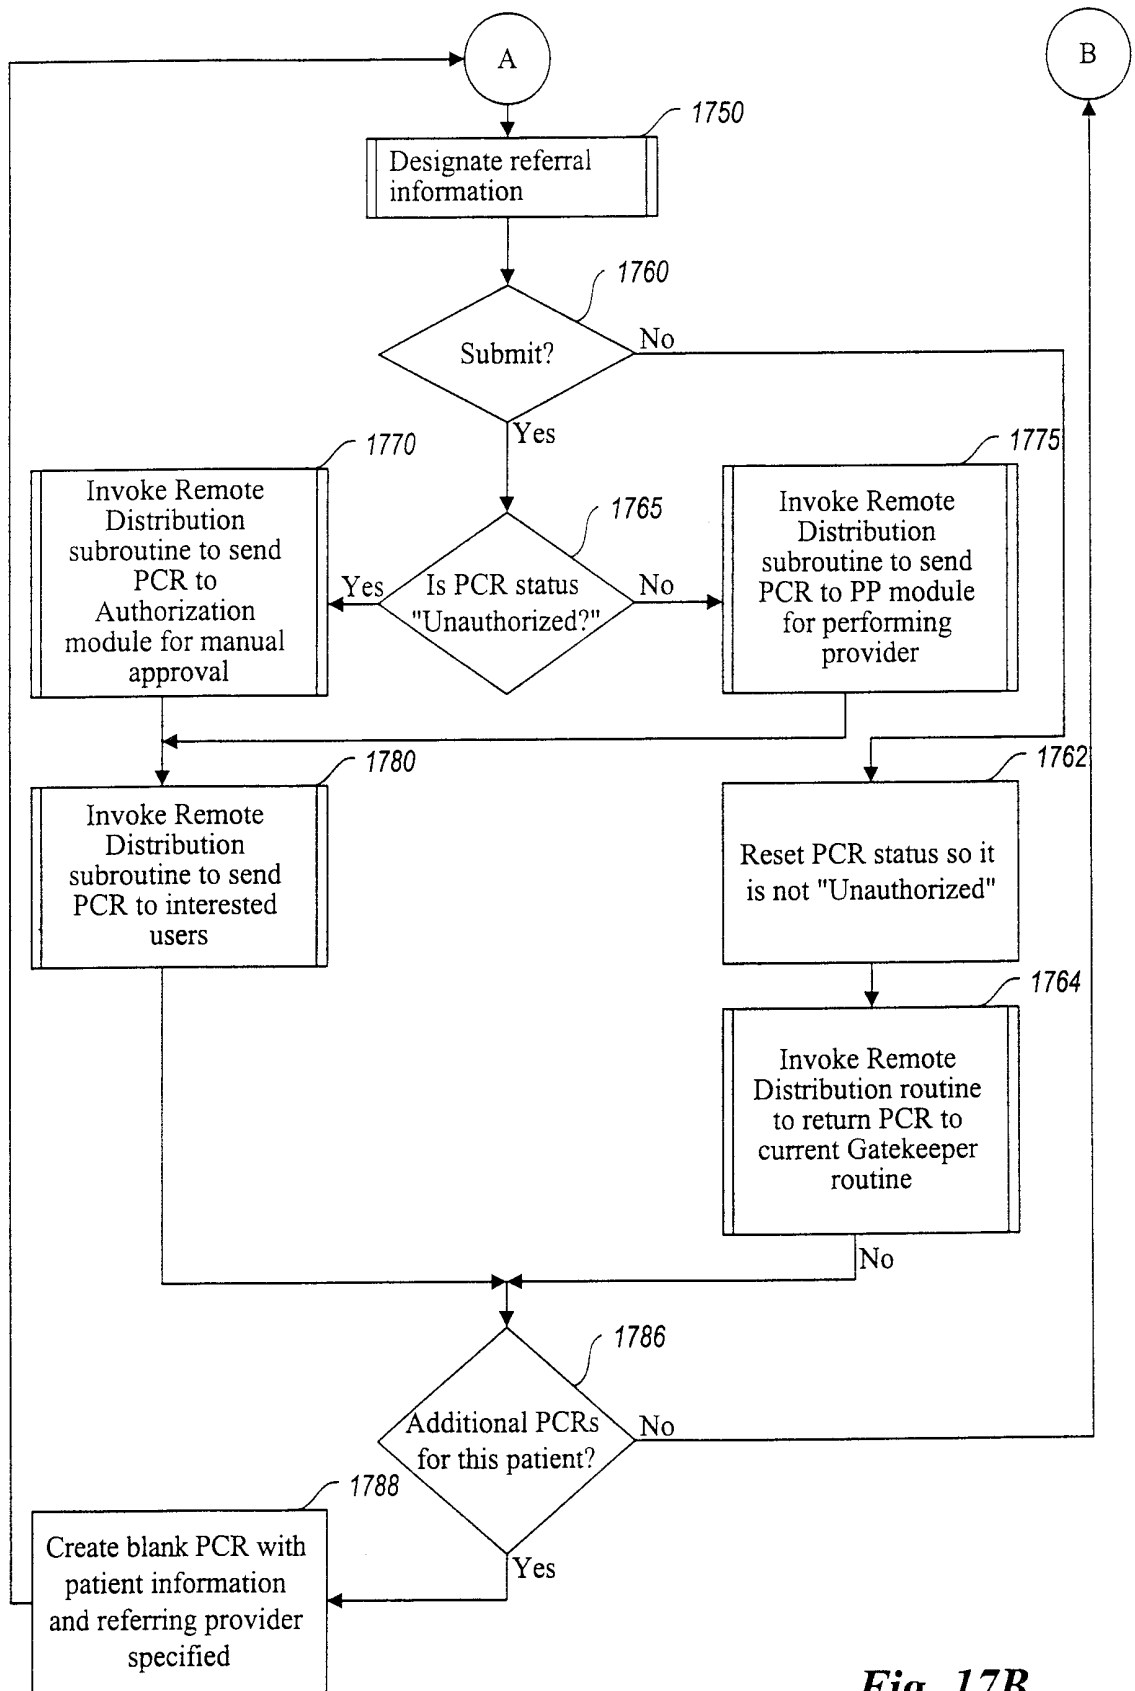 A
B
1750
Designate referral
information
1760
Submit?
No
Yes
1770
Invoke Remote
Distribution
subroutine to send
PCR to
Authorization
module for manual
approval
1765
Is PCR status
"Unauthorized?"
Yes
No
1775
Invoke Remote
Distribution
subroutine to send
PCR to PP module
for performing
provider
1780
Invoke Remote
Distribution
subroutine to send
PCR to interested
users
1762
Reset PCR status so it
is not "Unauthorized"
1764
Invoke Remote
Distribution routine
to return PCR to
current Gatekeeper
routine
No
1786
Additional PCRs
for this patient?
No
Yes
1788
Create blank PCR with
patient information
and referring provider
specified
Fig. 17B